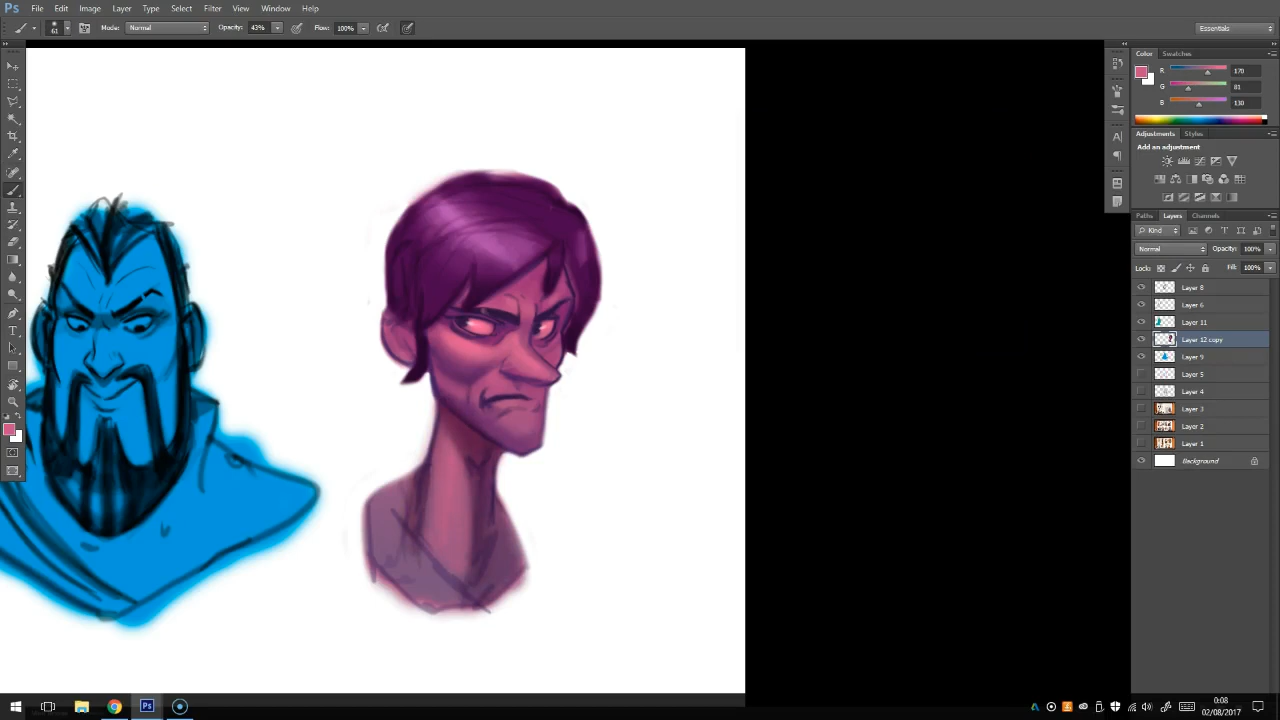 Ps File Edit Image Layer Type Select Filter View Window Help
61 Mode: Normal Opacity: 43% Flow: 100% Essentials
Color Swatches
R 170
G 81
B 130
Adjustments Styles
Add an adjustment
Paths Layers Channels
Kind
Normal Opacity: 100%
Lock: Fill: 100%
Layer 8
Layer 6
Layer 11
Layer 12 copy
Layer 9
Layer 5
Layer 4
Layer 3
Layer 2
Layer 1
Background
Ps 0:08
02/08/2017